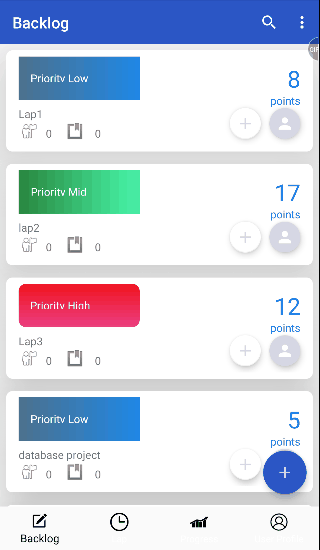 Backlog
Priority Low
8
points
Lap1
0
0
Priority Mid
17
points
lap2
0
0
Priority High
12
points
Lap3
0
0
Priority Low
5
points
database project
0
0
Backlog